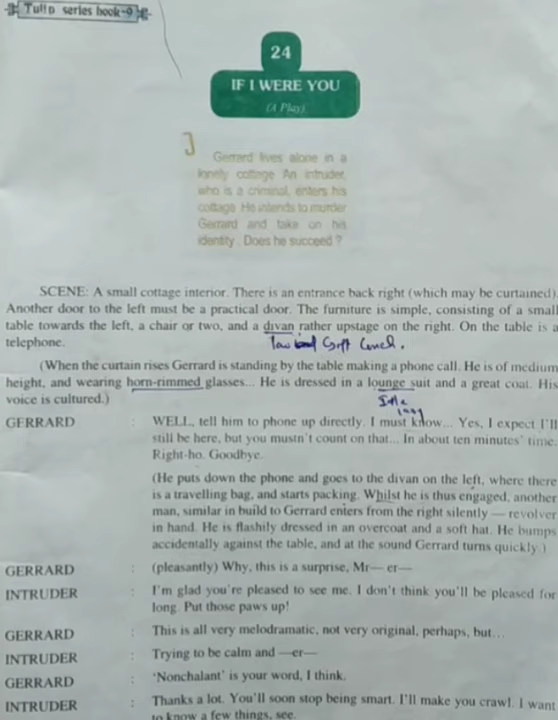 Tulip series book-9
24
IF I WERE YOU
(A Play)
Gerrard lives alone in a
lonely cottage An intruder,
who is a criminal, enters his
cottage. He intends to murder
Gerrard and take on his
identity. Does he succeed ?
SCENE: A small cottage interior. There is an entrance back right (which may be curtained).
Another door to the left must be a practical door. The furniture is simple, consisting of a small
table towards the left, a chair or two, and a divan rather upstage on the right. On the table is a
telephone.
low Soft Couch.
(When the curtain rises Gerrard is standing by the table making a phone call. He is of medium
height, and wearing horn-rimmed glasses... He is dressed in a lounge suit and a great coat. His
voice is cultured.)
GERRARD : WELL, tell him to phone up directly. I must know... Yes, I expect I'll
still be here, but you mustn't count on that... In about ten minutes' time.
Right-ho. Goodbye.
(He puts down the phone and goes to the divan on the left, where there
is a travelling bag, and starts packing. Whilst he is thus engaged, another
man, similar in build to Gerrard enters from the right silently — revolver
in hand. He is flashily dressed in an overcoat and a soft hat. He bumps
accidentally against the table, and at the sound Gerrard turns quickly.)
GERRARD : (pleasantly) Why, this is a surprise, Mr— er—
INTRUDER : I'm glad you're pleased to see me. I don't think you'll be pleased for
long. Put those paws up!
GERRARD : This is all very melodramatic, not very original, perhaps, but...
INTRUDER : Trying to be calm and —er—
GERRARD : 'Nonchalant' is your word, I think.
INTRUDER : Thanks a lot. You'll soon stop being smart. I'll make you crawl. I want
to know a few things, see.